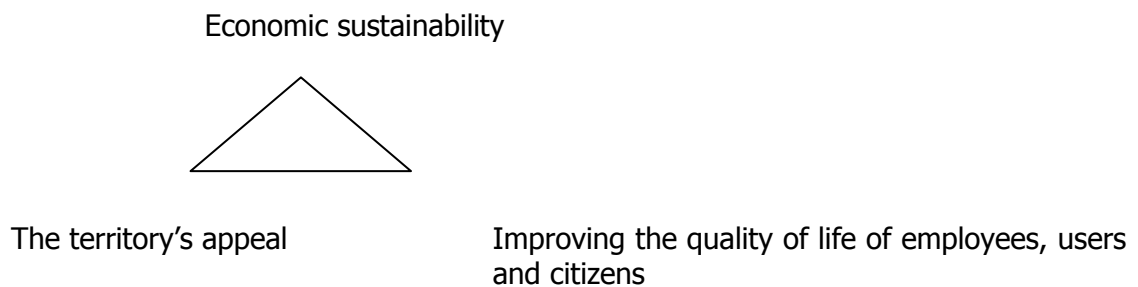 Economic sustainability
The territory’s appeal
Improving the quality of life of employees, users
and citizens